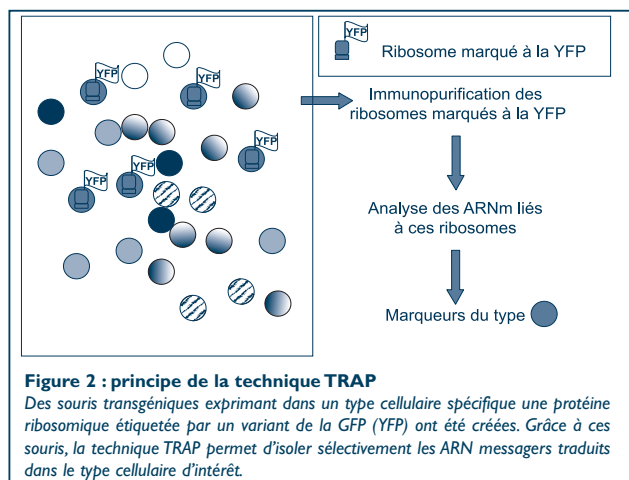 YFP
YFP
YFP
YFP
YFP
YFP
Ribosome marqué à la YFP
Immunopurification des
ribosomes marqués à la YFP
Analyse des ARNm liés
à ces ribosomes
Marqueurs du type
Figure 2 : principe de la technique TRAP
Des souris transgéniques exprimant dans un type cellulaire spécifique une protéine
ribosomique étiquetée par un variant de la GFP (YFP) ont été créées. Grâce à ces
souris, la technique TRAP permet d'isoler sélectivement les ARN messagers traduits
dans le type cellulaire d'intérêt.